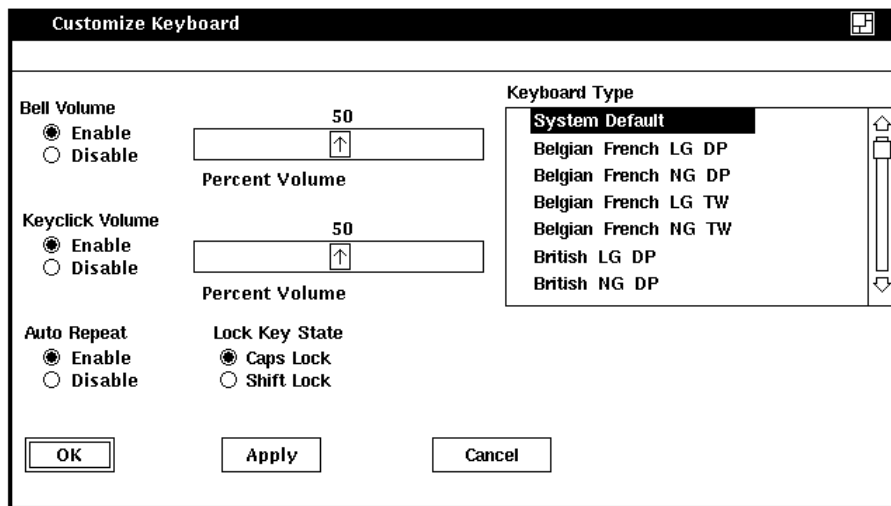 Customize Keyboard
Bell Volume
Enable
Disable
50
Percent Volume
Keyclick Volume
Enable
Disable
50
Percent Volume
Auto Repeat
Enable
Disable
Lock Key State
Caps Lock
Shift Lock
Keyboard Type
System Default
Belgian French LG DP
Belgian French NG DP
Belgian French LG TW
Belgian French NG TW
British LG DP
British NG DP
OK
Apply
Cancel